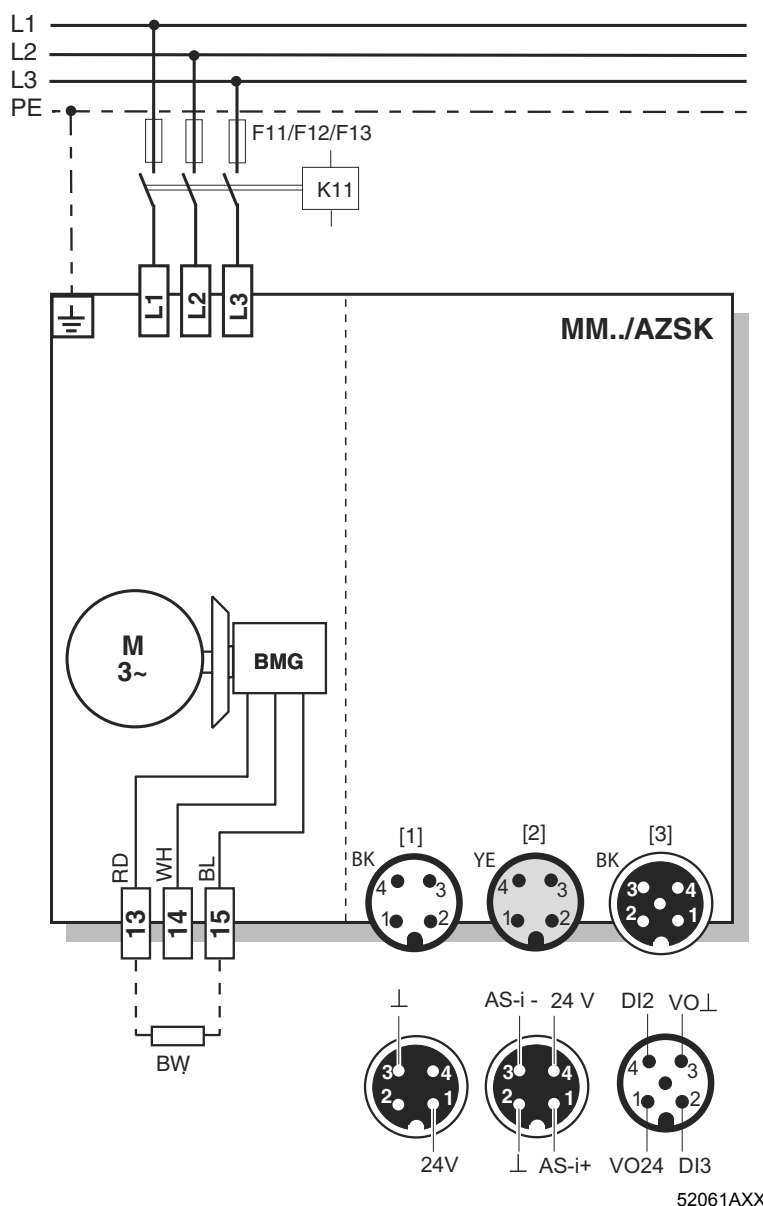 L1
L2
L3
PE
F11/F12/F13
K11
L1 L2 L3
MM../AZSK
M
3~
BMG
RD WH BL
13 14 15
BW
[1] [2] [3]
BK YE BK
4 3 4 3 3 4
1 2 1 2 2 1
⊥ AS-i - 24 V DI2 VO⊥
3 4 3 4 4 3
2 1 2 1 1 2
24V ⊥ AS-i+ VO24 DI3
52061AXX